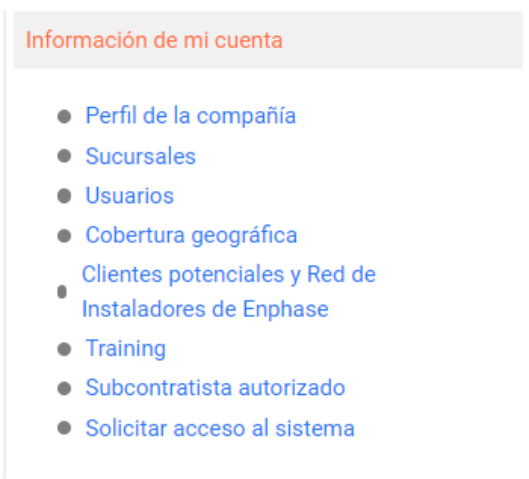 Información de mi cuenta
Perfil de la compañía
Sucursales
Usuarios
Cobertura geográfica
Clientes potenciales y Red de
Instaladores de Enphase
Training
Subcontratista autorizado
Solicitar acceso al sistema